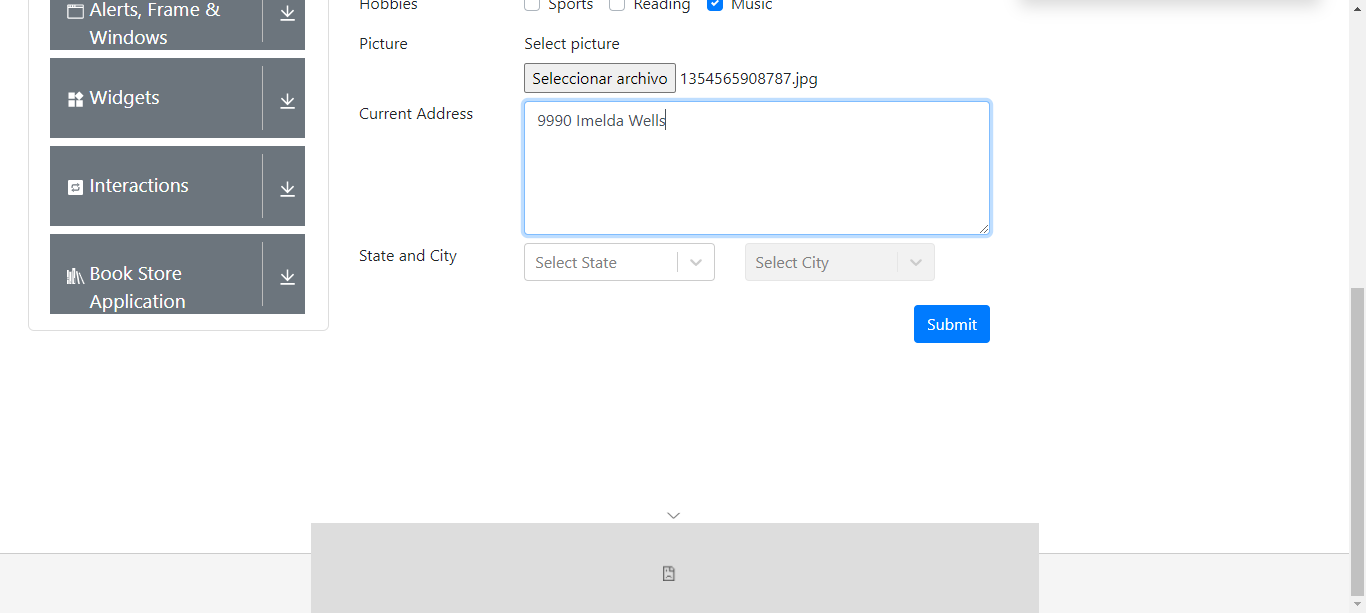 Alerts, Frame &
Windows
Widgets
Interactions
Book Store
Application
Hobbies
Sports Reading Music
Picture
Select picture
Seleccionar archivo 1354565908787.jpg
Current Address
9990 Imelda Wells
State and City
Select State
Select City
Submit